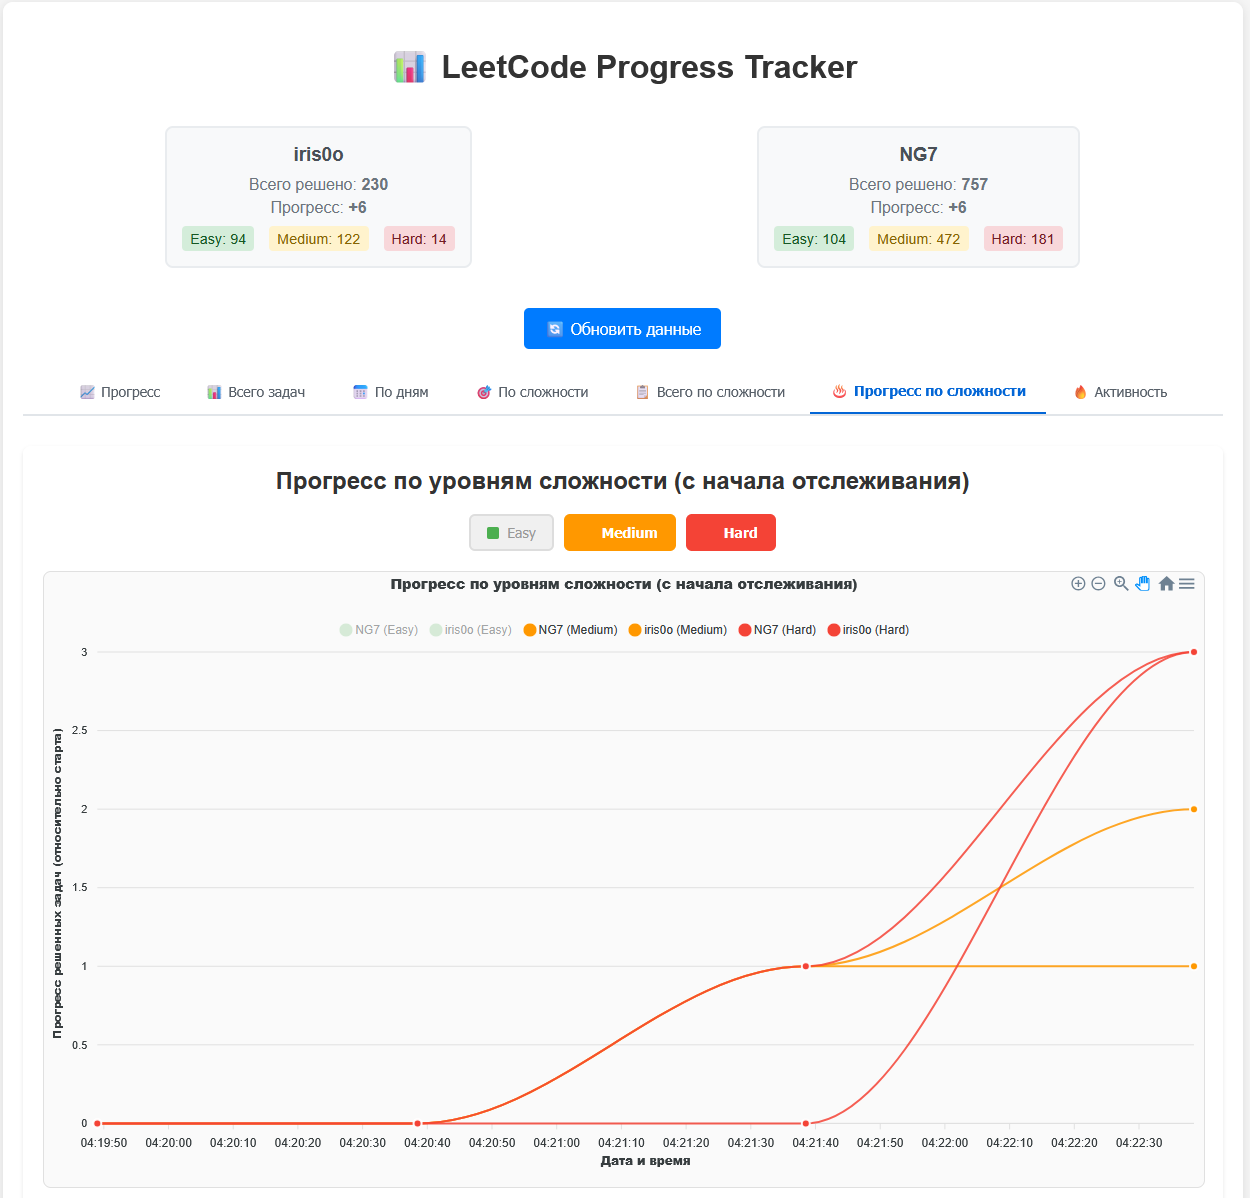 LeetCode Progress Tracker
iris0o
Всего решено: 230
Прогресс: +6
Easy: 94 Medium: 122 Hard: 14
NG7
Всего решено: 757
Прогресс: +6
Easy: 104 Medium: 472 Hard: 181
Обновить данные
Прогресс Всего задач По дням По сложности Всего по сложности Прогресс по сложности Активность
Прогресс по уровням сложности (с начала отслеживания)
Easy Medium Hard
Прогресс по уровням сложности (с начала отслеживания)
NG7 (Easy) iris0o (Easy) NG7 (Medium) iris0o (Medium) NG7 (Hard) iris0o (Hard)
Прогресс решенных задач (относительно старта)
3
2.5
2
1.5
1
0.5
0
04:19:50 04:20:00 04:20:10 04:20:20 04:20:30 04:20:40 04:20:50 04:21:00 04:21:10 04:21:20 04:21:30 04:21:40 04:21:50 04:22:00 04:22:10 04:22:20 04:22:30
Дата и время